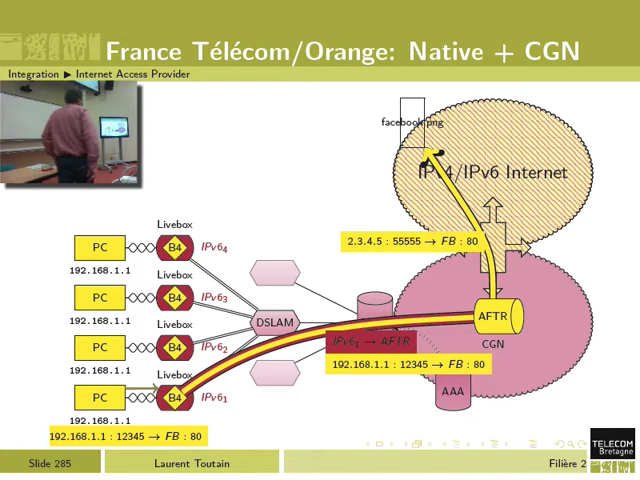 France Télécom/Orange: Native + CGN
Integration ▶ Internet Access Provider
facebook.png
IPv4/IPv6 Internet
2.3.4.5 : 55555 → FB : 80
Livebox
PC
B4
IPv6₄
192.168.1.1
Livebox
PC
B4
IPv6₃
192.168.1.1
Livebox
PC
B4
IPv6₂
192.168.1.1
Livebox
PC
B4
IPv6₁
192.168.1.1
192.168.1.1 : 12345 → FB : 80
DSLAM
AFTR
CGN
IPv6₁ → AFTR
192.168.1.1 : 12345 → FB : 80
AAA
TELECOM
Bretagne
Slide 285
Laurent Toutain
Filière 2